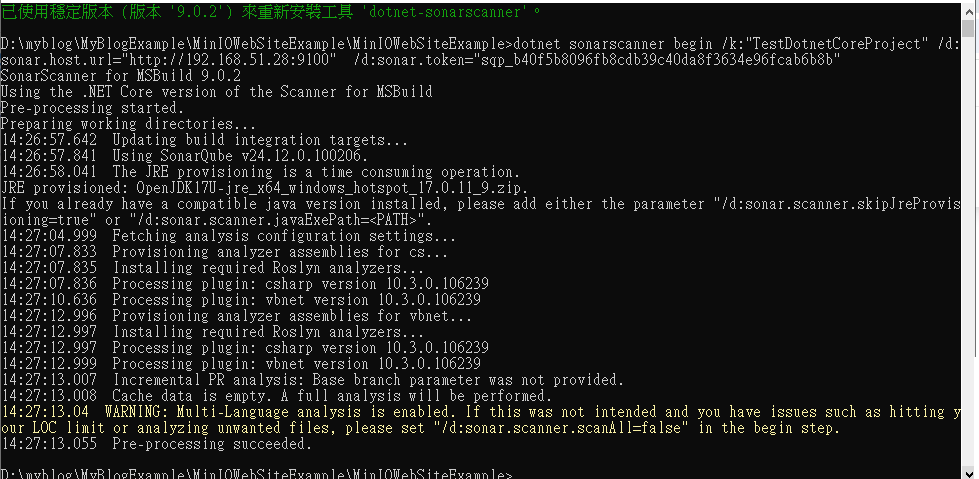 已使用穩定版本 (版本 '9.0.2') 來重新安裝工具 'dotnet-sonarscanner'。
D:\myblog\MyBlogExample\MinIOWebSiteExample\MinIOWebSiteExample>dotnet sonarscanner begin /k:"TestDotnetCoreProject" /d:
sonar.host.url="http://192.168.51.28:9100"  /d:sonar.token="sqp_b40f5b8096fb8cdb39c40da8f3634e96fcab6b8b"
SonarScanner for MSBuild 9.0.2
Using the .NET Core version of the Scanner for MSBuild
Pre-processing started.
Preparing working directories...
14:26:57.642  Updating build integration targets...
14:26:57.841  Using SonarQube v24.12.0.100206.
14:26:58.041  The JRE provisioning is a time consuming operation.
JRE provisioned: OpenJDK17U-jre_x64_windows_hotspot_17.0.11_9.zip.
If you already have a compatible java version installed, please add either the parameter "/d:sonar.scanner.skipJreProvis
ioning=true" or "/d:sonar.scanner.javaExePath=<PATH>".
14:27:04.999  Fetching analysis configuration settings...
14:27:07.833  Provisioning analyzer assemblies for cs...
14:27:07.835  Installing required Roslyn analyzers...
14:27:07.836  Processing plugin: csharp version 10.3.0.106239
14:27:10.636  Processing plugin: vbnet version 10.3.0.106239
14:27:12.996  Provisioning analyzer assemblies for vbnet...
14:27:12.997  Installing required Roslyn analyzers...
14:27:12.997  Processing plugin: csharp version 10.3.0.106239
14:27:12.999  Processing plugin: vbnet version 10.3.0.106239
14:27:13.007  Incremental PR analysis: Base branch parameter was not provided.
14:27:13.008  Cache data is empty. A full analysis will be performed.
14:27:13.04  WARNING: Multi-Language analysis is enabled. If this was not intended and you have issues such as hitting y
our LOC limit or analyzing unwanted files, please set "/d:sonar.scanner.scanAll=false" in the begin step.
14:27:13.055  Pre-processing succeeded.
D:\myblog\MyBlogExample\MinIOWebSiteExample\MinIOWebSiteExample>